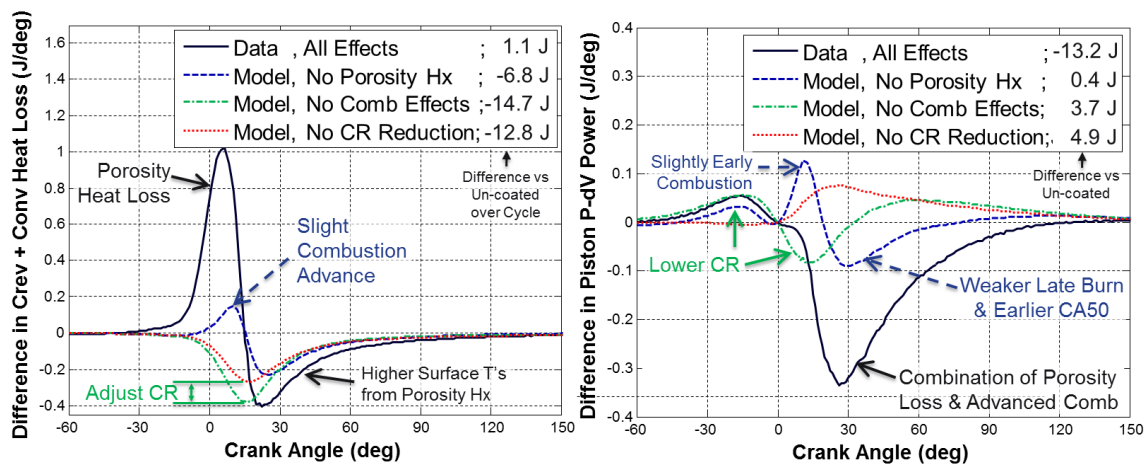 Difference in Crev + Conv Heat Loss (J/deg)
1.6
1.4
1.2
1
0.8
0.6
0.4
0.2
0
-0.2
-0.4
Data , All Effects ; 1.1 J
Model, No Porosity Hx ; -6.8 J
Model, No Comb Effects ; -14.7 J
Model, No CR Reduction; -12.8 J
Porosity
Heat Loss
Difference vs
Un-coated
over Cycle
Slight
Combustion
Advance
Adjust CR
Higher Surface T's
from Porosity Hx
-60 -30 0 30 60 90 120 150
Crank Angle (deg)
Difference in Piston P-dV Power (J/deg)
0.4
0.3
0.2
0.1
0
-0.1
-0.2
-0.3
0.4
Data , All Effects ; -13.2 J
Model, No Porosity Hx ; 0.4 J
Model, No Comb Effects; 3.7 J
Model, No CR Reduction; 4.9 J
Slightly Early
Combustion
Difference vs
Un-coated
Lower CR
Weaker Late Burn
& Earlier CA50
Combination of Porosity
Loss & Advanced Comb
-60 -30 0 30 60 90 120 150
Crank Angle (deg)